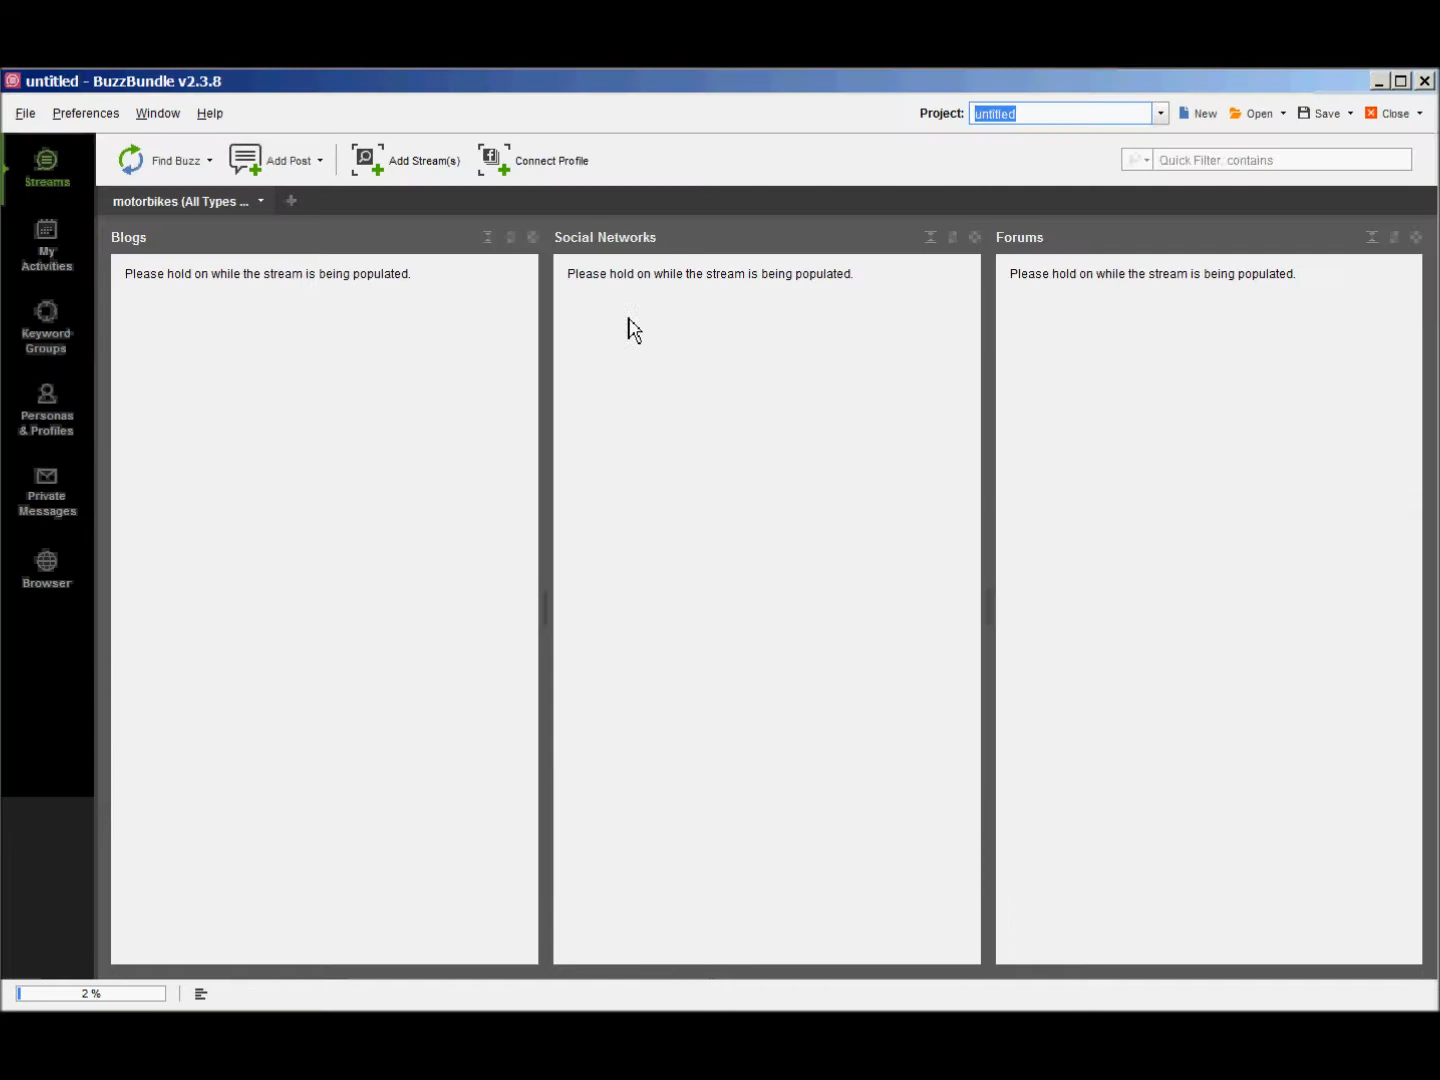 untitled - BuzzBundle v2.3.8
File Preferences Window Help
Project: untitled New Open Save Close
Find Buzz Add Post Add Stream(s) Connect Profile
Quick Filter: contains
Streams
My Activities
Keyword Groups
Personas & Profiles
Private Messages
Browser
motorbikes (All Types ...
Blogs
Please hold on while the stream is being populated.
Social Networks
Please hold on while the stream is being populated.
Forums
Please hold on while the stream is being populated.
2 %